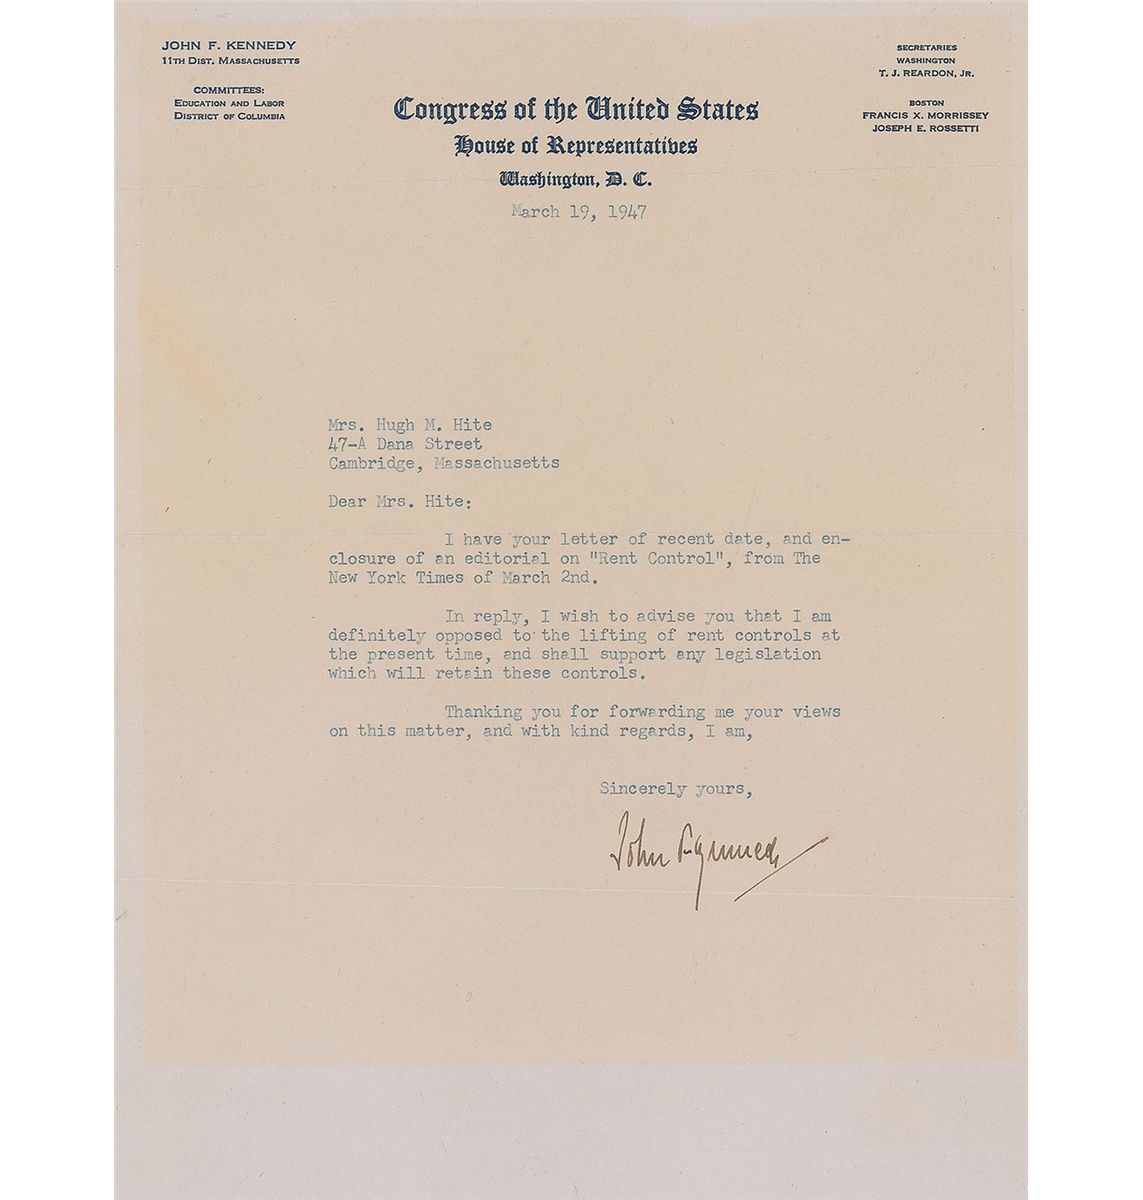 JOHN F. KENNEDY
11TH DIST. MASSACHUSETTS
COMMITTEES:
EDUCATION AND LABOR
DISTRICT OF COLUMBIA
SECRETARIES
WASHINGTON
T. J. REARDON, JR.
BOSTON
FRANCIS X. MORRISSEY
JOSEPH E. ROSSETTI
Congress of the United States
House of Representatives
Washington, D. C.
March 19, 1947
Mrs. Hugh M. Hite
47-A Dana Street
Cambridge, Massachusetts
Dear Mrs. Hite:
I have your letter of recent date, and en-
closure of an editorial on "Rent Control", from The
New York Times of March 2nd.
In reply, I wish to advise you that I am
definitely opposed to the lifting of rent controls at
the present time, and shall support any legislation
which will retain these controls.
Thanking you for forwarding me your views
on this matter, and with kind regards, I am,
Sincerely yours,
John F Kennedy